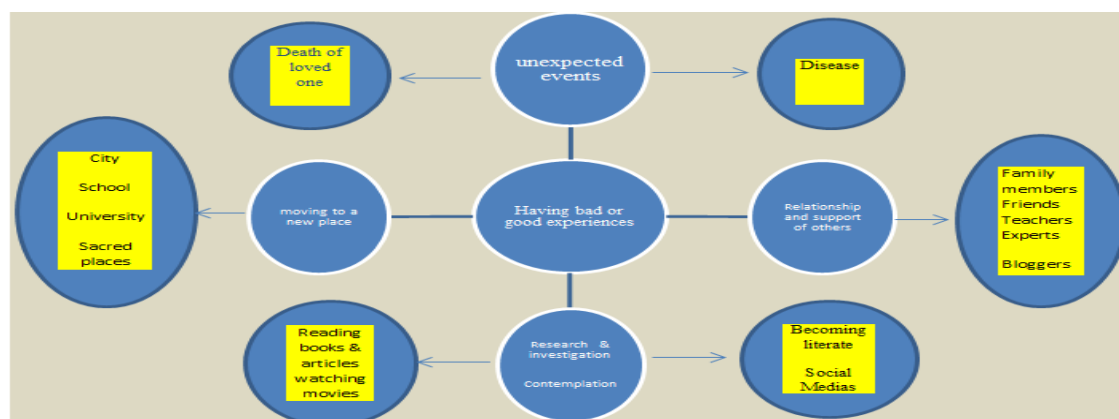 Death of
loved
one
unexpected
events
Disease
City
School
University
Sacred
places
moving to a
new place
Having bad or
good experiences
Relationship
and support
of others
Family
members
Friends
Teachers
Experts
Bloggers
Reading
books &
articles
watching
movies
Research &
investigation
Contemplation
Becoming
literate
Social
Medias